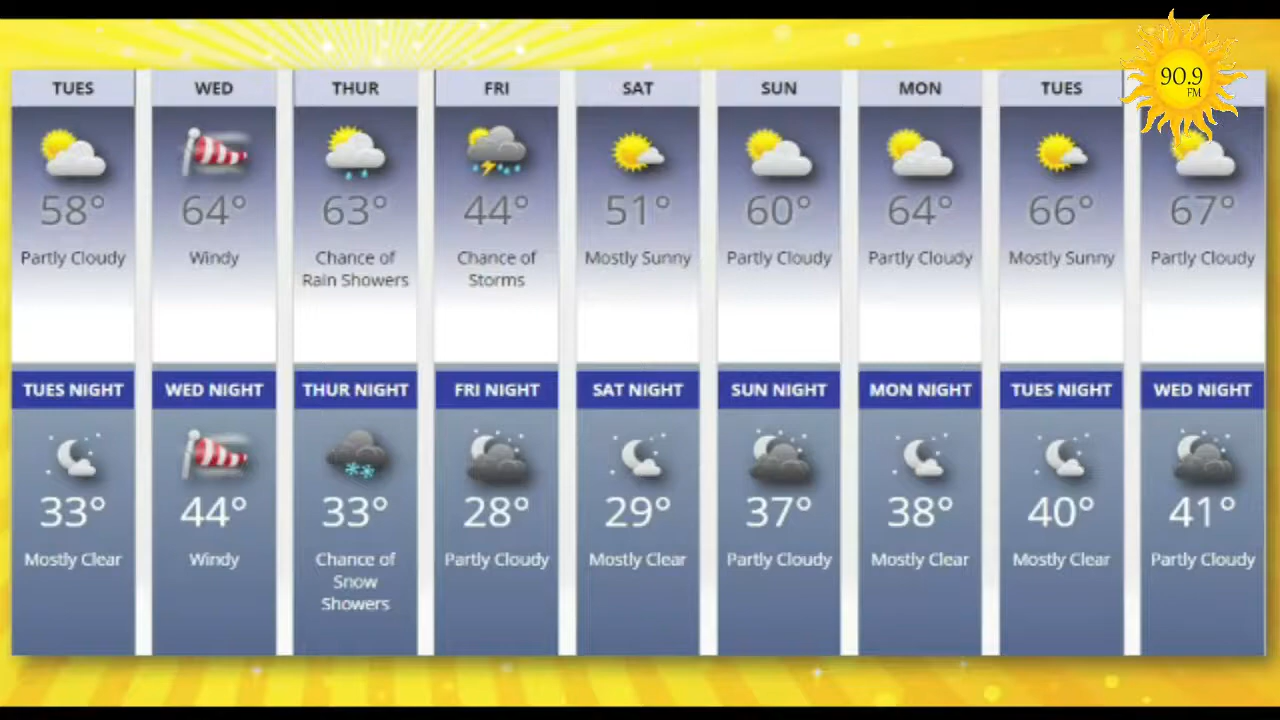 TUES WED THUR FRI SAT SUN MON TUES
90.9
FM
58° 64° 63° 44° 51° 60° 64° 66° 67°
Partly Cloudy Windy Chance of Chance of Mostly Sunny Partly Cloudy Partly Cloudy Mostly Sunny Partly Cloudy
Rain Showers Storms
TUES NIGHT WED NIGHT THUR NIGHT FRI NIGHT SAT NIGHT SUN NIGHT MON NIGHT TUES NIGHT WED NIGHT
33° 44° 33° 28° 29° 37° 38° 40° 41°
Mostly Clear Windy Chance of Partly Cloudy Mostly Clear Partly Cloudy Mostly Clear Mostly Clear Partly Cloudy
Snow
Showers